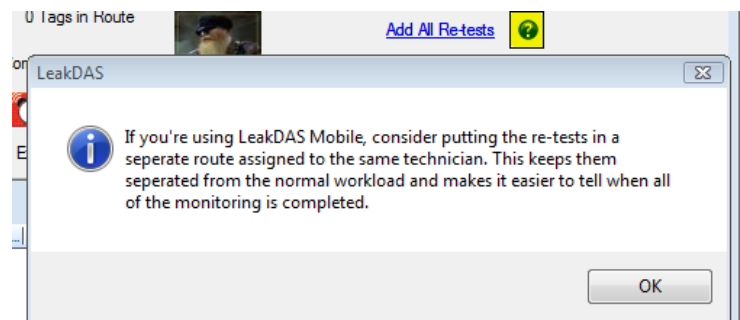 0 Tags in Route
Add All Re-tests
?
LeakDAS
If you're using LeakDAS Mobile, consider putting the re-tests in a
seperate route assigned to the same technician. This keeps them
seperated from the normal workload and makes it easier to tell when all
of the monitoring is completed.
E
...
OK